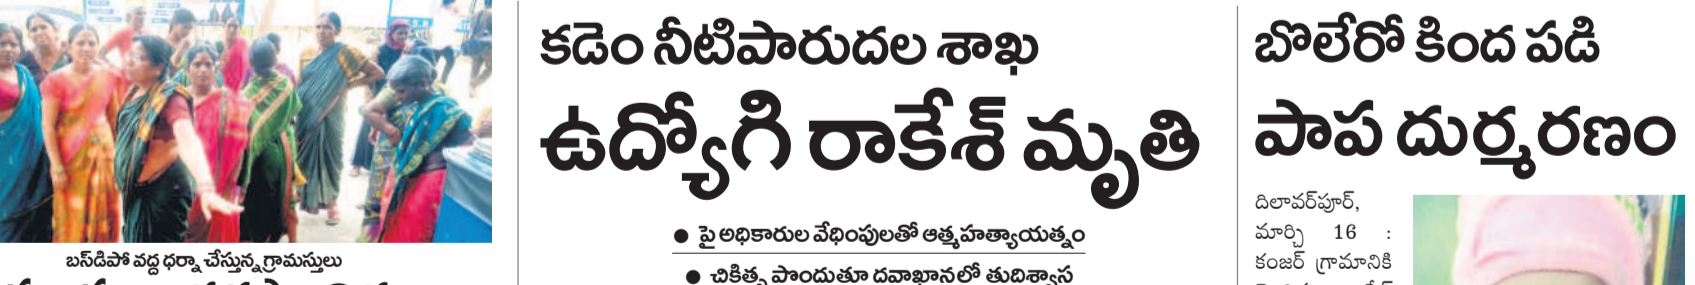 బస్‌డిపో వద్ద ధర్నా చేస్తున్న గ్రామస్తులు
కడెం నీటిపారుదల శాఖ
ఉద్యోగి రాకేశ్ మృతి
● పై అధికారుల వేధింపులతో ఆత్మహత్యాయత్నం
● చికిత్స పొందుతూ దవాఖానలో తుదిశ్వాస
బొలేరో కింద పడి
పాప దుర్మరణం
దిలావర్‌పూర్,
మార్చి 16 :
కంజర్ గ్రామానికి